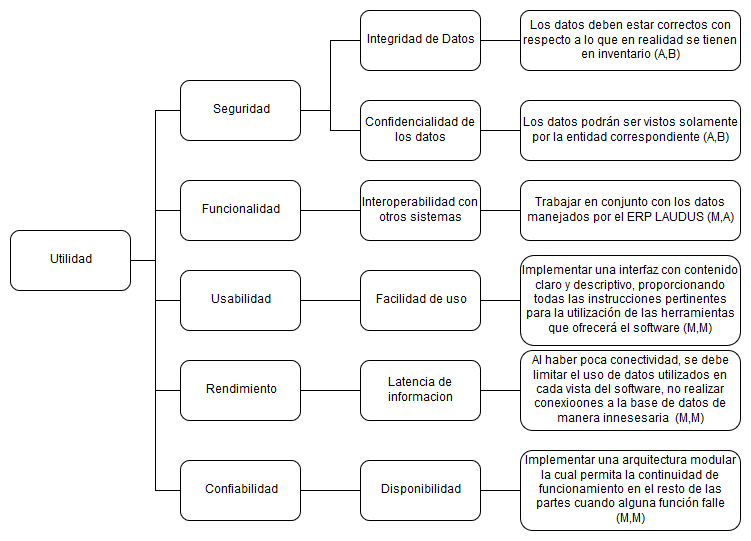 Utilidad
Seguridad
Integridad de Datos
Los datos deben estar correctos con
respecto a lo que en realidad se tienen
en inventario (A,B)
Confidencialidad de
los datos
Los datos podrán ser vistos solamente
por la entidad correspondiente (A,B)
Funcionalidad
Interoperabilidad con
otros sistemas
Trabajar en conjunto con los datos
manejados por el ERP LAUDUS (M,A)
Usabilidad
Facilidad de uso
Implementar una interfaz con contenido
claro y descriptivo, proporcionando
todas las instrucciones pertinentes
para la utilización de las herramientas
que ofrecerá el software (M,M)
Rendimiento
Latencia de
informacion
Al haber poca conectividad, se debe
limitar el uso de datos utilizados en
cada vista del software, no realizar
conexioones a la base de datos de
manera innesesaria (M,M)
Confiabilidad
Disponibilidad
Implementar una arquitectura modular
la cual permita la continuidad de
funcionamiento en el resto de las
partes cuando alguna función falle
(M,M)